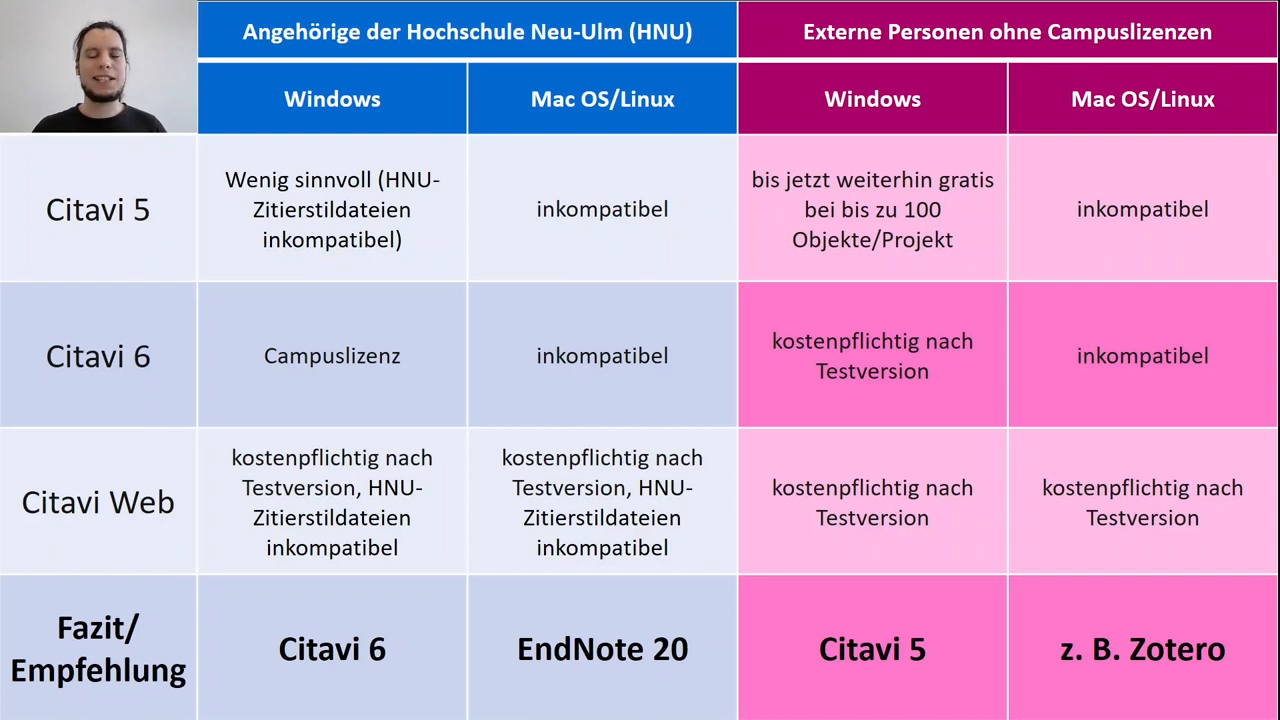 Angehörige der Hochschule Neu-Ulm (HNU)
Externe Personen ohne Campuslizenzen
Windows
Mac OS/Linux
Windows
Mac OS/Linux
Citavi 5
Wenig sinnvoll (HNU-
Zitierstildateien
inkompatibel)
inkompatibel
bis jetzt weiterhin gratis
bei bis zu 100
Objekte/Projekt
inkompatibel
Citavi 6
Campuslizenz
inkompatibel
kostenpflichtig nach
Testversion
inkompatibel
Citavi Web
kostenpflichtig nach
Testversion, HNU-
Zitierstildateien
inkompatibel
kostenpflichtig nach
Testversion, HNU-
Zitierstildateien
inkompatibel
kostenpflichtig nach
Testversion
kostenpflichtig nach
Testversion
Fazit/
Empfehlung
Citavi 6
EndNote 20
Citavi 5
z. B. Zotero